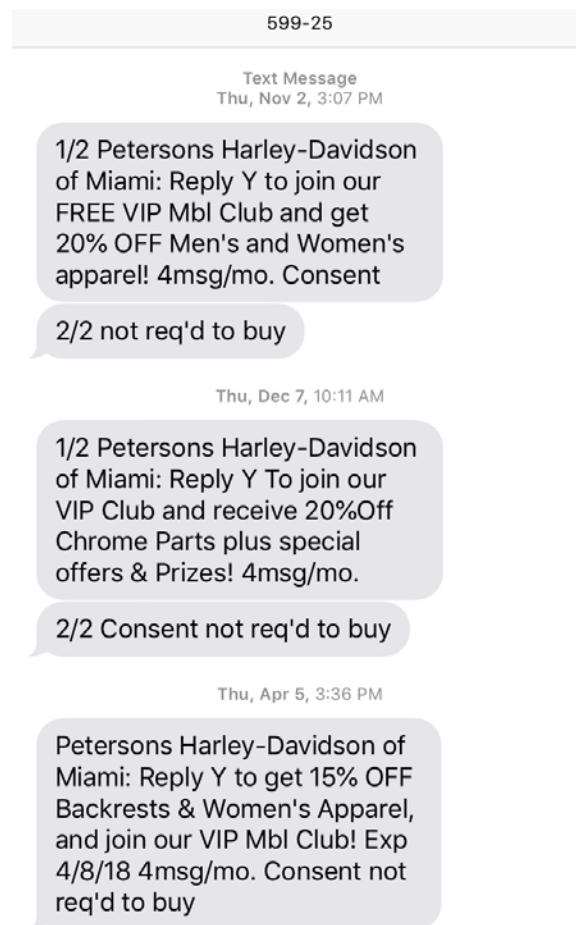 599-25
Text Message
Thu, Nov 2, 3:07 PM
1/2 Petersons Harley-Davidson
of Miami: Reply Y to join our
FREE VIP Mbl Club and get
20% OFF Men's and Women's
apparel! 4msg/mo. Consent
2/2 not req'd to buy
Thu, Dec 7, 10:11 AM
1/2 Petersons Harley-Davidson
of Miami: Reply Y To join our
VIP Club and receive 20%Off
Chrome Parts plus special
offers & Prizes! 4msg/mo.
2/2 Consent not req'd to buy
Thu, Apr 5, 3:36 PM
Petersons Harley-Davidson of
Miami: Reply Y to get 15% OFF
Backrests & Women's Apparel,
and join our VIP Mbl Club! Exp
4/8/18 4msg/mo. Consent not
req'd to buy